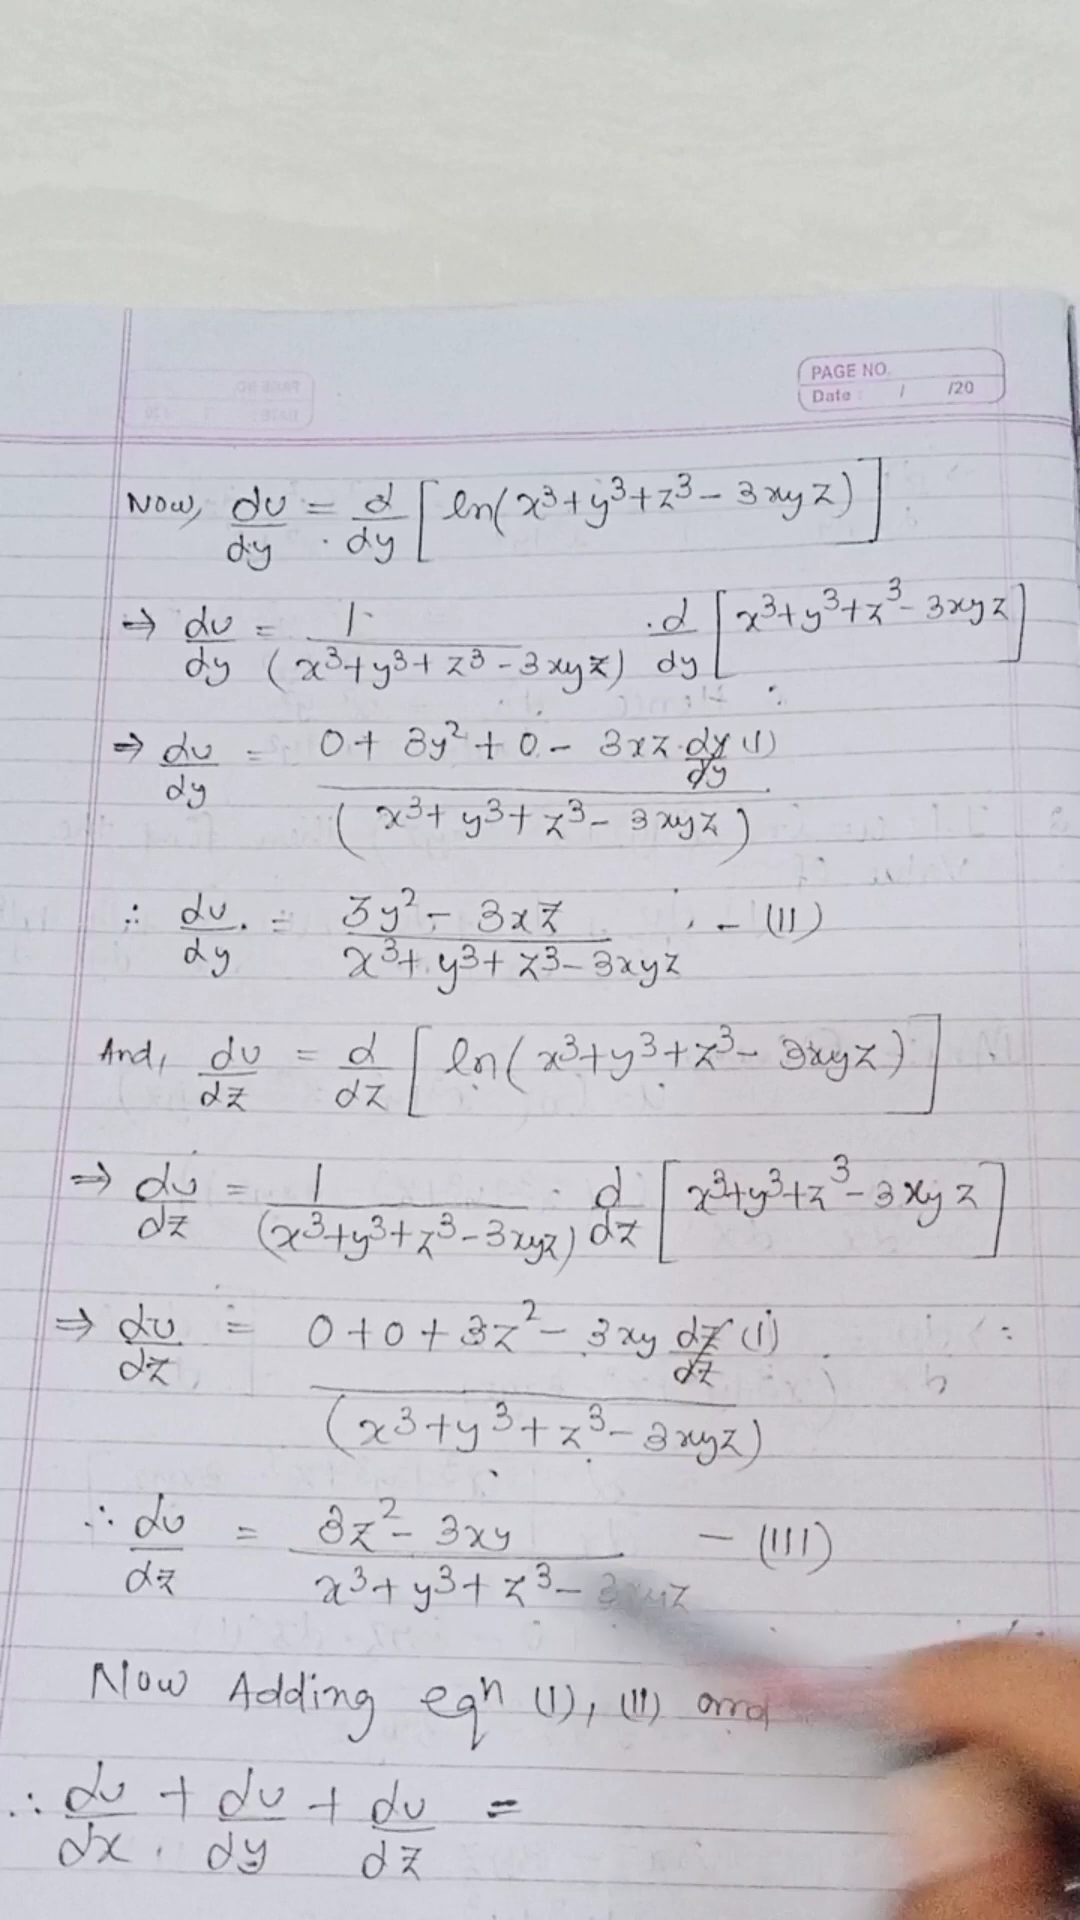 PAGE NO.
Date : / /20
Now, du/dy = d/dy [ln(x³+y³+z³-3xyz)]
⇒ du/dy = 1/(x³+y³+z³-3xyz) . d/dy [x³+y³+z³-3xyz]
⇒ du/dy = 0+3y²+0-3xz.dy/dy (1) / (x³+y³+z³-3xyz)
∴ du/dy = 3y²-3xz / x³+y³+z³-3xyz - (II)
And, du/dz = d/dz [ln(x³+y³+z³-3xyz)]
⇒ du/dz = 1/(x³+y³+z³-3xyz) . d/dz [x³+y³+z³-3xyz]
⇒ du/dz = 0+0+3z²-3xy dz/dz (1) / (x³+y³+z³-3xyz)
∴ du/dz = 3z²-3xy / x³+y³+z³-3xyz - (III)
Now Adding eqn (I), (II) and
∴ du/dx + du/dy + du/dz =